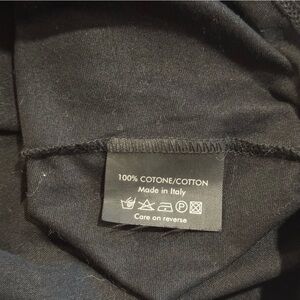 100% COTONE/COTTON
Made in Italy
P
Care on reverse